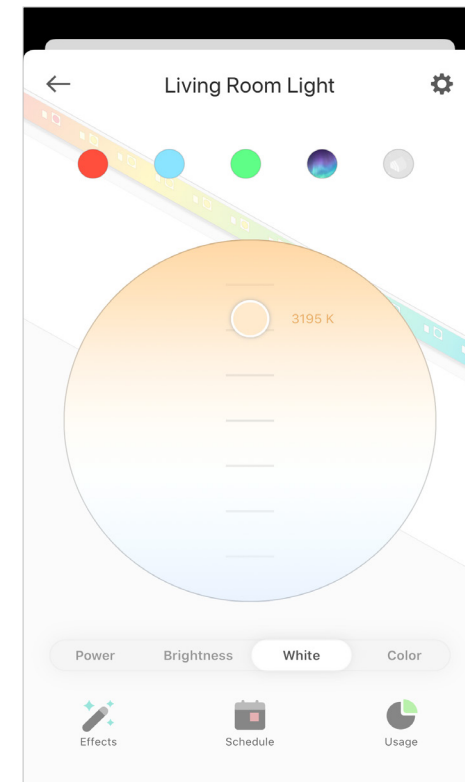 Living Room Light
3195 K
Power Brightness White Color
Effects Schedule Usage